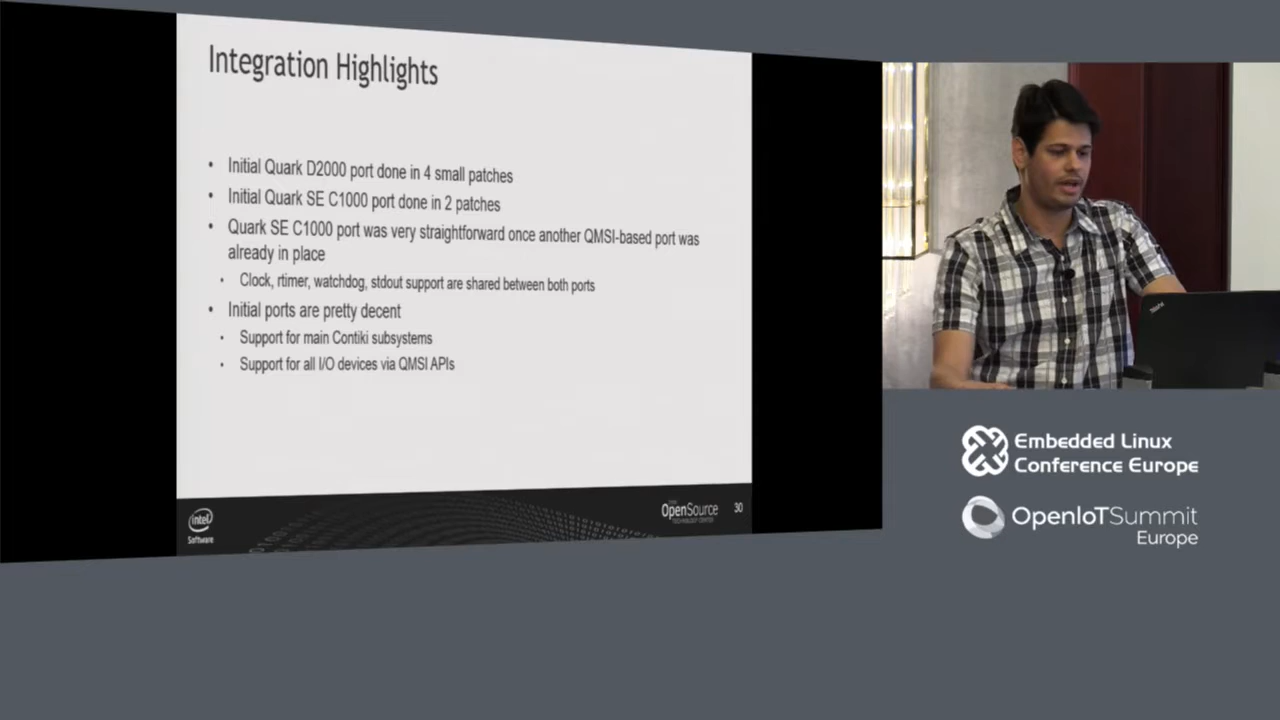 Integration Highlights
• Initial Quark D2000 port done in 4 small patches
• Initial Quark SE C1000 port done in 2 patches
• Quark SE C1000 port was very straightforward once another QMSI-based port was
already in place
• Clock, rtimer, watchdog, stdout support are shared between both ports
• Initial ports are pretty decent
• Support for main Contiki subsystems
• Support for all I/O devices via QMSI APIs
intel
Software
OpenSource
TECHNOLOGY CENTER
30
ThinkPad
Embedded Linux
Conference Europe
OpenIoTSummit
Europe